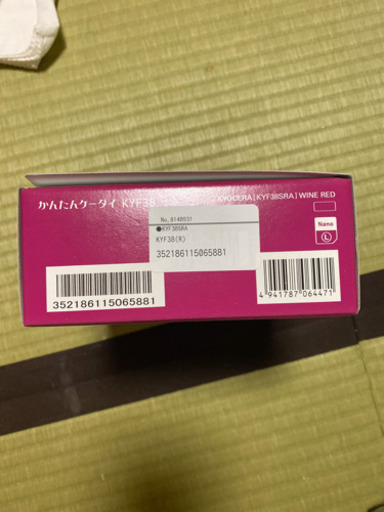 かんたんケータイ KYF38
KYOCERA | KYF38SRA | WINE RED
No.8140931
●KYF38SRA
KYF38(R)
352186115065881
Nano
L
352186115065881
4 941787 064471